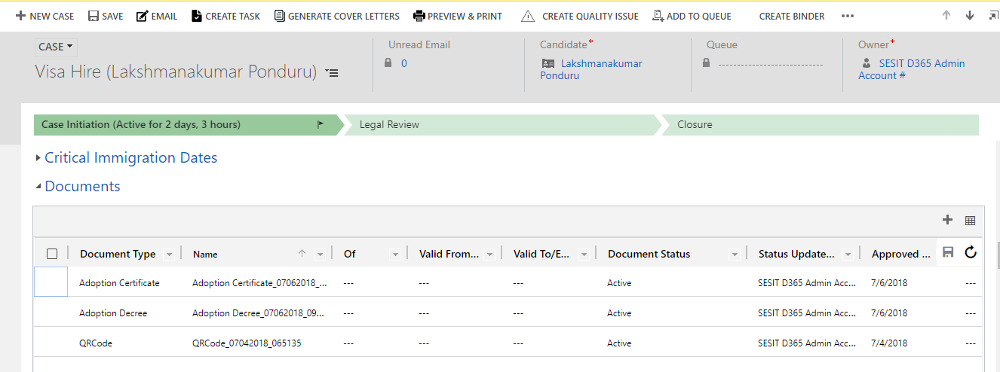 NEW CASE SAVE EMAIL CREATE TASK GENERATE COVER LETTERS PREVIEW & PRINT CREATE QUALITY ISSUE ADD TO QUEUE CREATE BINDER •••
CASE
Visa Hire (Lakshmanakumar Ponduru)
Unread Email
0
Candidate*
Lakshmanakumar
Ponduru
Queue
Owner*
SESIT D365 Admin
Account #
Case Initiation (Active for 2 days, 3 hours) Legal Review Closure
Critical Immigration Dates
Documents
Document Type Name Of Valid From... Valid To/E... Document Status Status Update... Approved ...
Adoption Certificate Adoption Certificate_07062018_... --- --- --- Active SESIT D365 Admin Acc... 7/6/2018 ---
Adoption Decree Adoption Decree_07062018_09... --- --- --- Active SESIT D365 Admin Acc... 7/6/2018 ---
QRCode QRCode_07042018_065135 --- --- --- Active SESIT D365 Admin Acc... 7/4/2018 ---